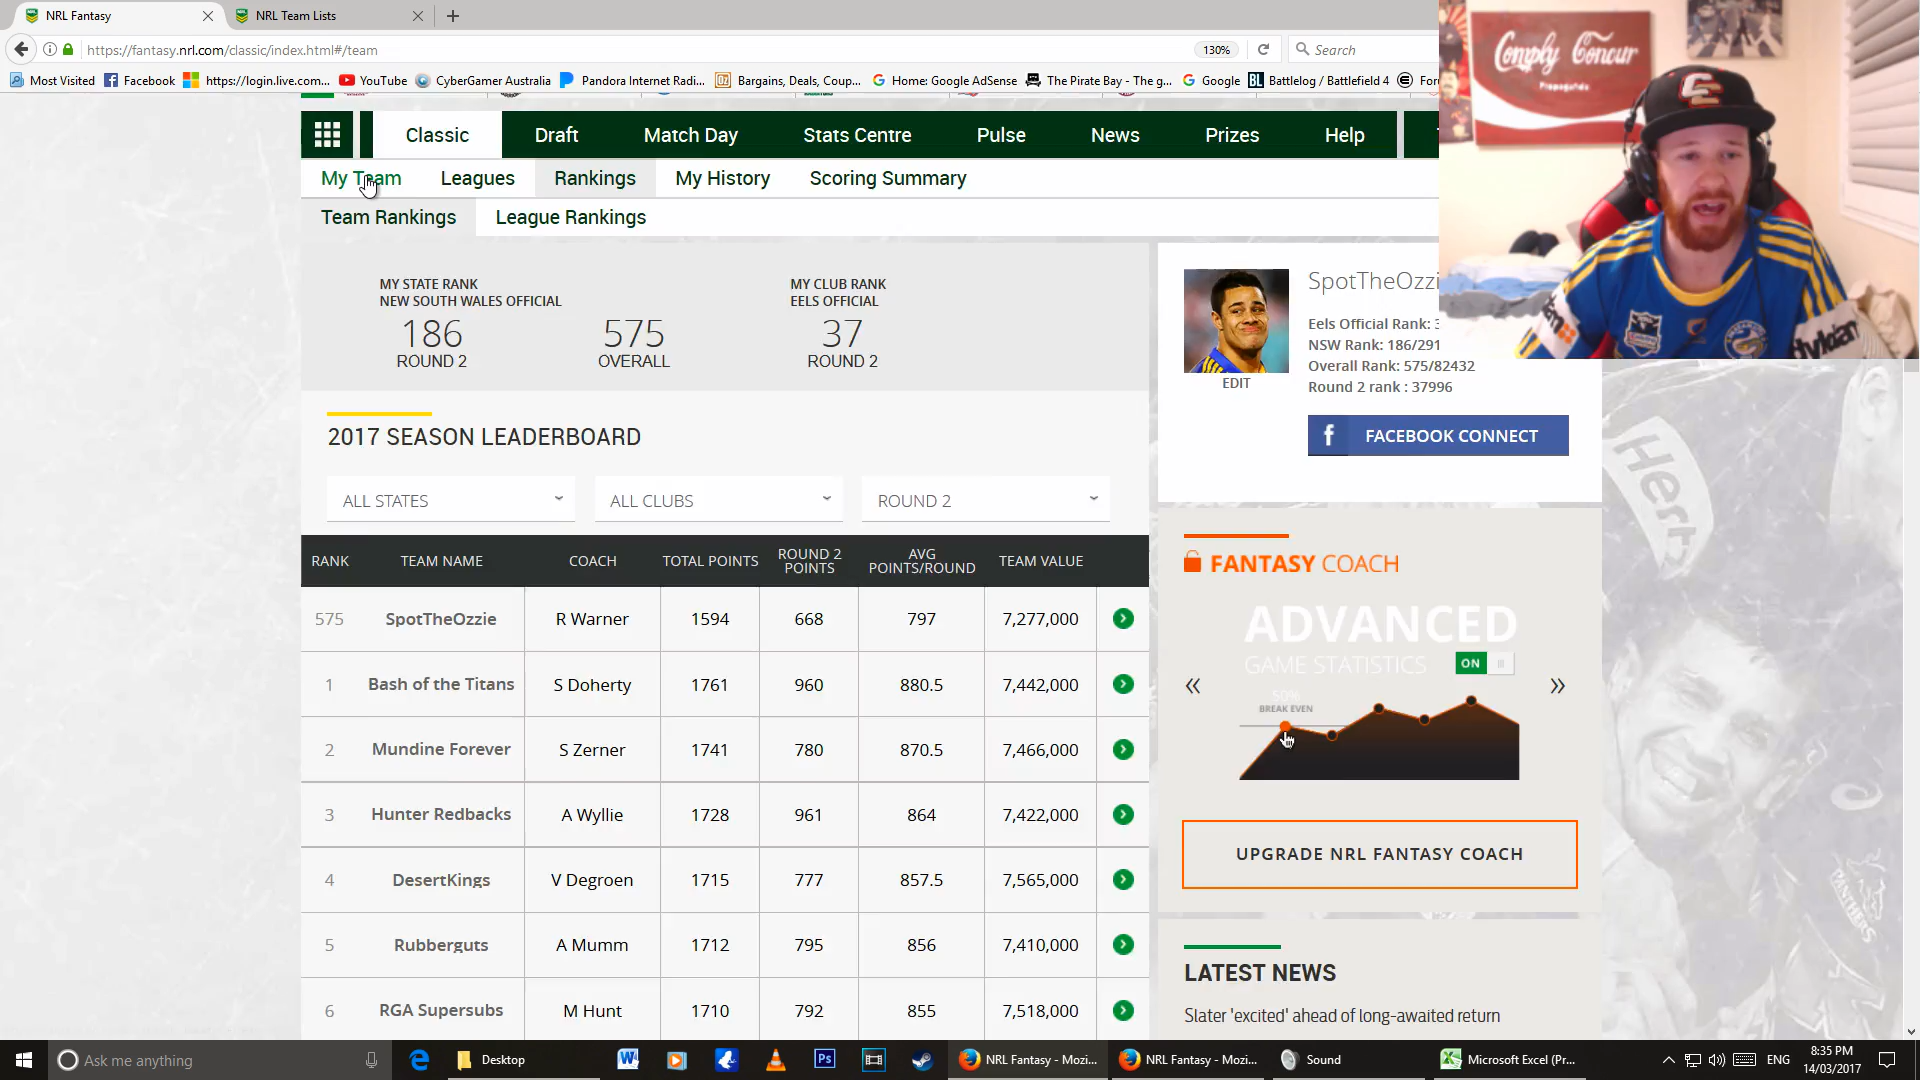 NRL Fantasy
NRL Team Lists
https://fantasy.nrl.com/classic/index.html#/team
130%
Search
Most Visited
Facebook
https://login.live.com...
YouTube
CyberGamer Australia
Pandora Internet Radi...
Bargains, Deals, Coup...
Home: Google AdSense
The Pirate Bay - The g...
Google
Battlelog / Battlefield 4
For
Classic
Draft
Match Day
Stats Centre
Pulse
News
Prizes
Help
My Team
Leagues
Rankings
My History
Scoring Summary
Team Rankings
League Rankings
MY STATE RANK
NEW SOUTH WALES OFFICIAL
186
ROUND 2
575
OVERALL
MY CLUB RANK
EELS OFFICIAL
37
ROUND 2
SpotTheOzzi
EDIT
Eels Official Rank: 3
NSW Rank: 186/291
Overall Rank: 575/82432
Round 2 rank : 37996
f FACEBOOK CONNECT
2017 SEASON LEADERBOARD
ALL STATES
ALL CLUBS
ROUND 2
RANK TEAM NAME COACH TOTAL POINTS ROUND 2 POINTS AVG POINTS/ROUND TEAM VALUE
575 SpotTheOzzie R Warner 1594 668 797 7,277,000
1 Bash of the Titans S Doherty 1761 960 880.5 7,442,000
2 Mundine Forever S Zerner 1741 780 870.5 7,466,000
3 Hunter Redbacks A Wyllie 1728 961 864 7,422,000
4 DesertKings V Degroen 1715 777 857.5 7,565,000
5 Rubberguts A Mumm 1712 795 856 7,410,000
6 RGA Supersubs M Hunt 1710 792 855 7,518,000
FANTASY COACH
ADVANCED
GAME STATISTICS
ON
50%
BREAK EVEN
UPGRADE NRL FANTASY COACH
LATEST NEWS
Slater 'excited' ahead of long-awaited return
Comply Concur
Propaganda
PANTHERS
Ask me anything
Desktop
NRL Fantasy - Mozi...
NRL Fantasy - Mozi...
Sound
Microsoft Excel (Pr...
ENG
8:35 PM
14/03/2017